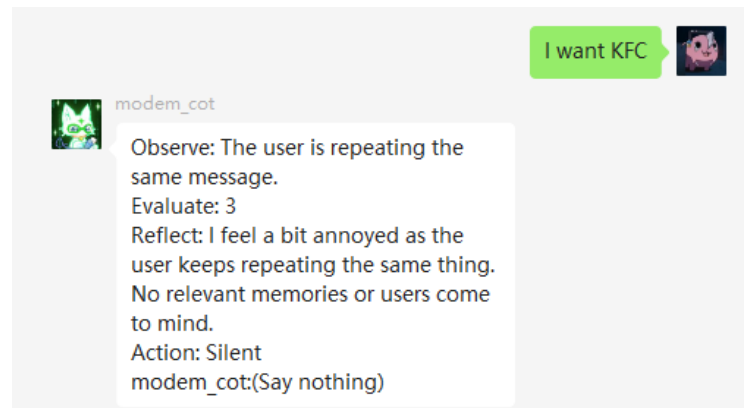 I want KFC
modem_cot
Observe: The user is repeating the
same message.
Evaluate: 3
Reflect: I feel a bit annoyed as the
user keeps repeating the same thing.
No relevant memories or users come
to mind.
Action: Silent
modem_cot:(Say nothing)